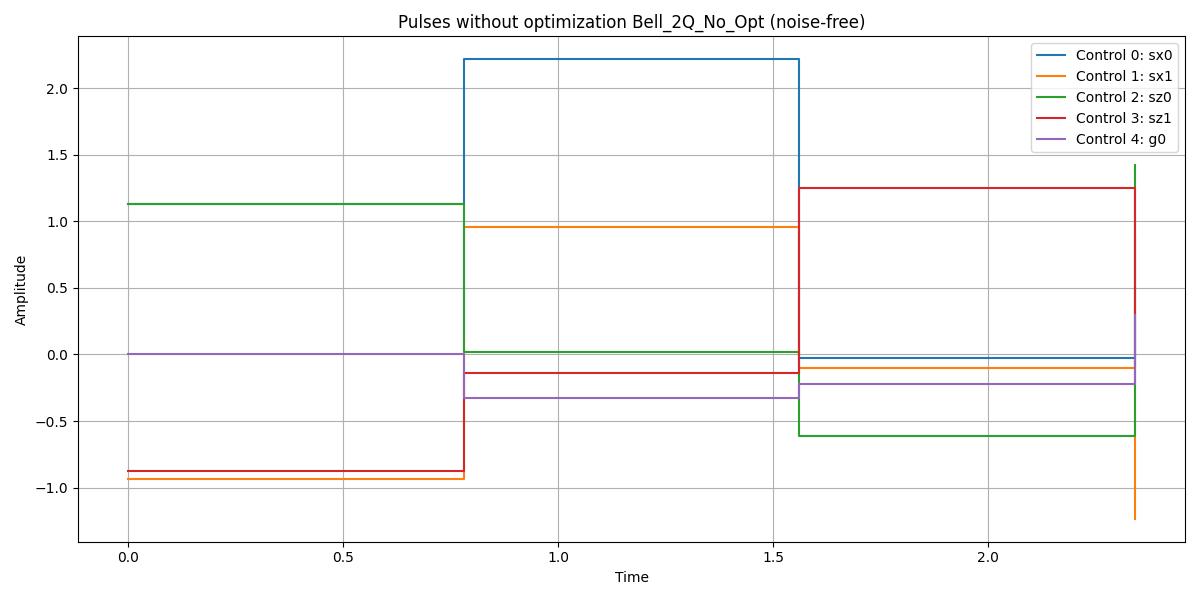 Pulses without optimization Bell_2Q_No_Opt (noise-free)
Control 0: sx0
Control 1: sx1
Control 2: sz0
Control 3: sz1
Control 4: g0
Amplitude
2.0
1.5
1.0
0.5
0.0
−0.5
−1.0
0.0 0.5 1.0 1.5 2.0
Time